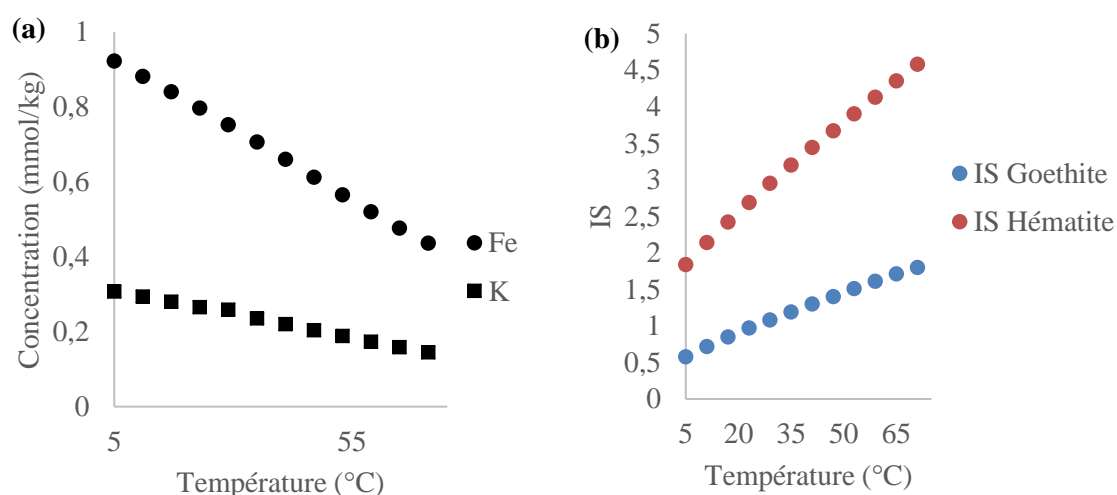 (a)
Concentration (mmol/kg)
1
0,8
0,6
0,4
0,2
0
5
55
Température (°C)
Fe
K
(b)
IS
5
4,5
4
3,5
3
2,5
2
1,5
1
0,5
0
5
20
35
50
65
Température (°C)
IS Goethite
IS Hématite